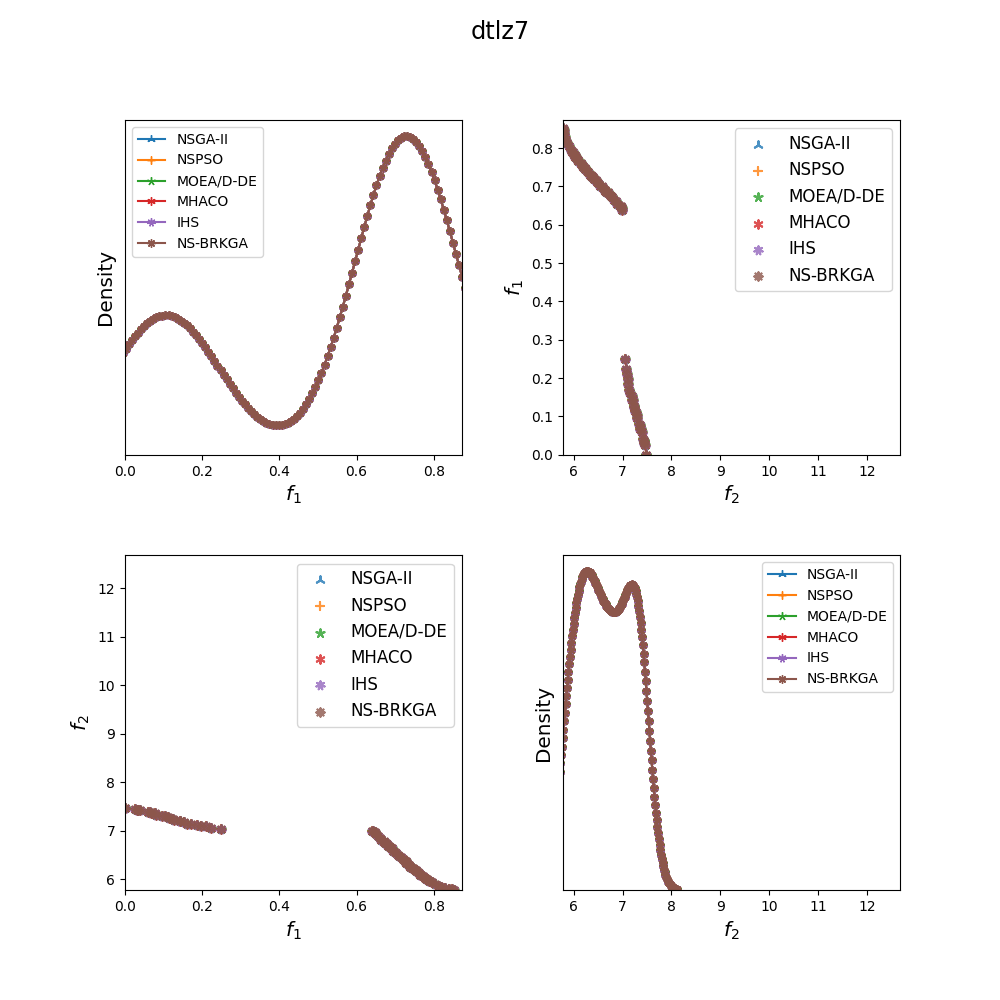 dtlz7
NSGA-II
NSPSO
MOEA/D-DE
MHACO
IHS
NS-BRKGA
Density
0.0 0.2 0.4 0.6 0.8
f1
NSGA-II
NSPSO
MOEA/D-DE
MHACO
IHS
NS-BRKGA
0.8
0.7
0.6
0.5
0.4
0.3
0.2
0.1
0.0
f1
6 7 8 9 10 11 12
f2
NSGA-II
NSPSO
MOEA/D-DE
MHACO
IHS
NS-BRKGA
12
11
10
9
8
7
6
f2
0.0 0.2 0.4 0.6 0.8
f1
NSGA-II
NSPSO
MOEA/D-DE
MHACO
IHS
NS-BRKGA
Density
6 7 8 9 10 11 12
f2